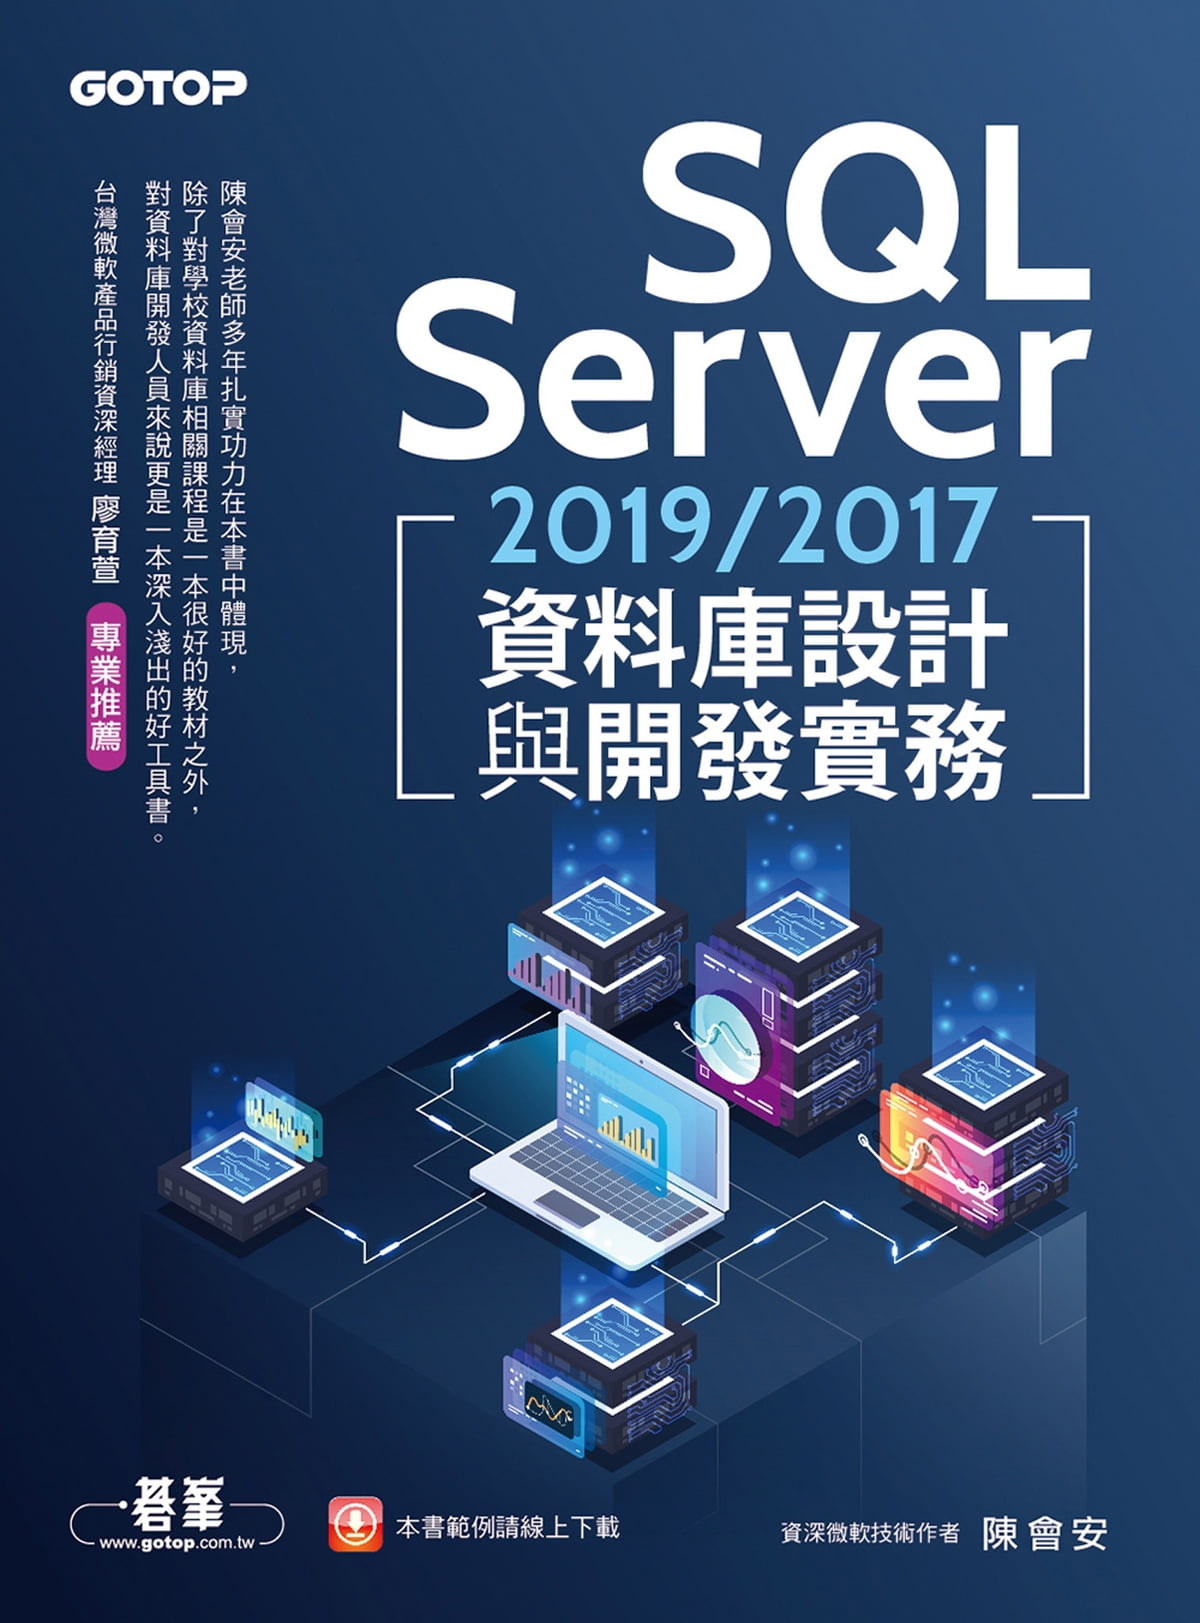 GOTOP
SQL
Server
2019/2017
資料庫設計
與開發實務
陳會安老師多年扎實功力在本書中體現，
除了對學校資料庫相關課程是一本很好的教材之外，
對資料庫開發人員來說更是一本深入淺出的好工具書。
台灣微軟產品行銷資深經理 廖育萱 專業推薦
碁峯
www.gotop.com.tw
本書範例請線上下載
資深微軟技術作者 陳會安